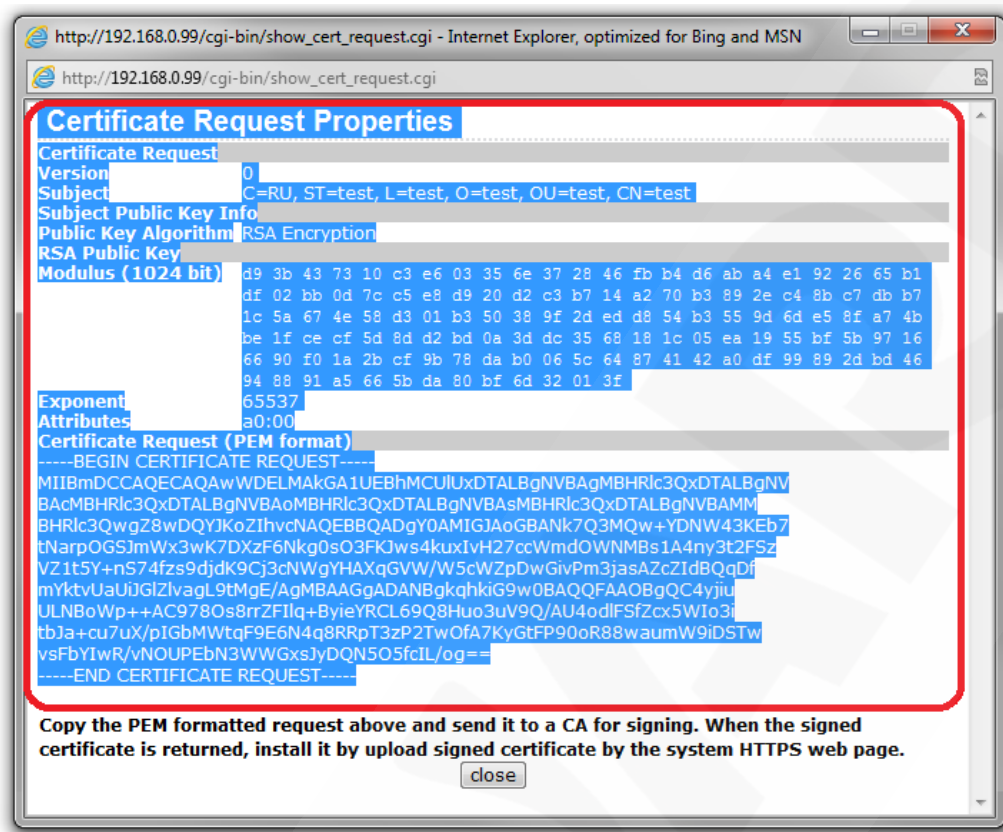 http://192.168.0.99/cgi-bin/show_cert_request.cgi - Internet Explorer, optimized for Bing and MSN
http://192.168.0.99/cgi-bin/show_cert_request.cgi
Certificate Request Properties
Certificate Request
Version 0
Subject C=RU, ST=test, L=test, O=test, OU=test, CN=test
Subject Public Key Info
Public Key Algorithm RSA Encryption
RSA Public Key
Modulus (1024 bit) d9 3b 43 73 10 c3 e6 03 35 6e 37 28 46 fb b4 d6 ab a4 e1 92 26 65 b1
df 02 bb 0d 7c c5 e8 d9 20 d2 c3 b7 14 a2 70 b3 89 2e c4 8b c7 db b7
1c 5a 67 4e 58 d3 01 b3 50 38 9f 2d ed d8 54 b3 55 9d 6d e5 8f a7 4b
be 1f ce cf 5d 8d d2 bd 0a 3d dc 35 68 18 1c 05 ea 19 55 bf 5b 97 16
66 90 f0 1a 2b cf 9b 78 da b0 06 5c 64 87 41 42 a0 df 99 89 2d bd 46
94 88 91 a5 66 5b da 80 bf 6d 32 01 3f
Exponent 65537
Attributes a0:00
Certificate Request (PEM format)
-----BEGIN CERTIFICATE REQUEST-----
MIIBmDCCAQECAQAwWDELMAkGA1UEBhMCUlUxDTALBgNVBAgMBHRlc3QxDTALBgNV
BAcMBHRlc3QxDTALBgNVBAoMBHRlc3QxDTALBgNVBAsMBHRlc3QxDTALBgNVBAMM
BHRlc3QwgZ8wDQYJKoZIhvcNAQEBBQADgY0AMIGJAoGBANk7Q3MQw+YDNW43KEb7
tNarpOGSJmWx3wK7DXzF6Nkg0sO3FKJws4kuxIvH27ccWmdOWNMBs1A4ny3t2FSz
VZ1t5Y+nS74fzs9djdK9Cj3cNWgYHAXqGVW/W5cWZpDwGivPm3jasAZcZIdBQqDf
mYktvUaUiJGlZlvagL9tMgE/AgMBAAGgADANBgkqhkiG9w0BAQQFAAOBgQC4yjiu
ULNBoWp++AC978Os8rrZFIlq+ByieYRCL69Q8Huo3uV9Q/AU4odlFSfZcx5WIo3i
tbJa+cu7uX/pIGbMWtqF9E6N4q8RRpT3zP2TwOfA7KyGtFP90oR88waumW9iDSTw
vsFbYIwR/vNOUPEbN3WWGxsJyDQN5O5fcIL/og==
-----END CERTIFICATE REQUEST-----
Copy the PEM formatted request above and send it to a CA for signing. When the signed
certificate is returned, install it by upload signed certificate by the system HTTPS web page.
close